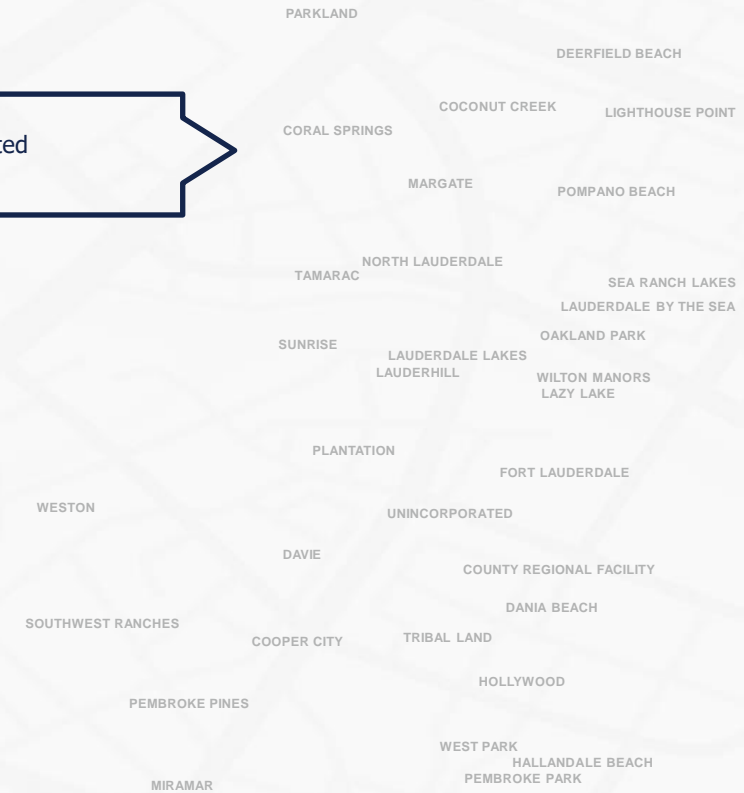 PARKLAND
DEERFIELD BEACH
COCONUT CREEK
LIGHTHOUSE POINT
CORAL SPRINGS
MARGATE
POMPANO BEACH
NORTH LAUDERDALE
TAMARAC
SEA RANCH LAKES
LAUDERDALE BY THE SEA
OAKLAND PARK
SUNRISE
LAUDERDALE LAKES
LAUDERHILL
WILTON MANORS
LAZY LAKE
PLANTATION
FORT LAUDERDALE
WESTON
UNINCORPORATED
DAVIE
COUNTY REGIONAL FACILITY
DANIA BEACH
SOUTHWEST RANCHES
TRIBAL LAND
COOPER CITY
HOLLYWOOD
PEMBROKE PINES
WEST PARK
HALLANDALE BEACH
PEMBROKE PARK
MIRAMAR